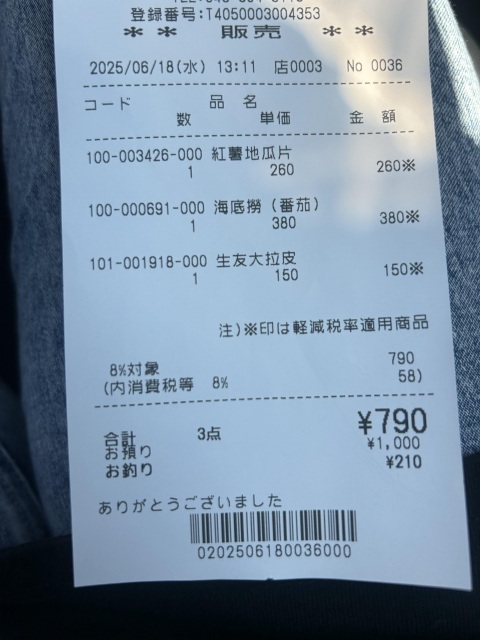 登録番号:T4050003004353
** 販売 **
2025/06/18(水) 13:11 店0003 No 0036
コード 品 名
数 単価 金 額
100-003426-000 紅薯地瓜片
1 260 260※
100-000691-000 海底撈（番茄）
1 380 380※
101-001918-000 生友大拉皮
1 150 150※
注)※印は軽減税率適用商品
8%対象 790
(内消費税等 8% 58)
合計 3点 ¥790
お預り ¥1,000
お釣り ¥210
ありがとうございました
0202506180036000